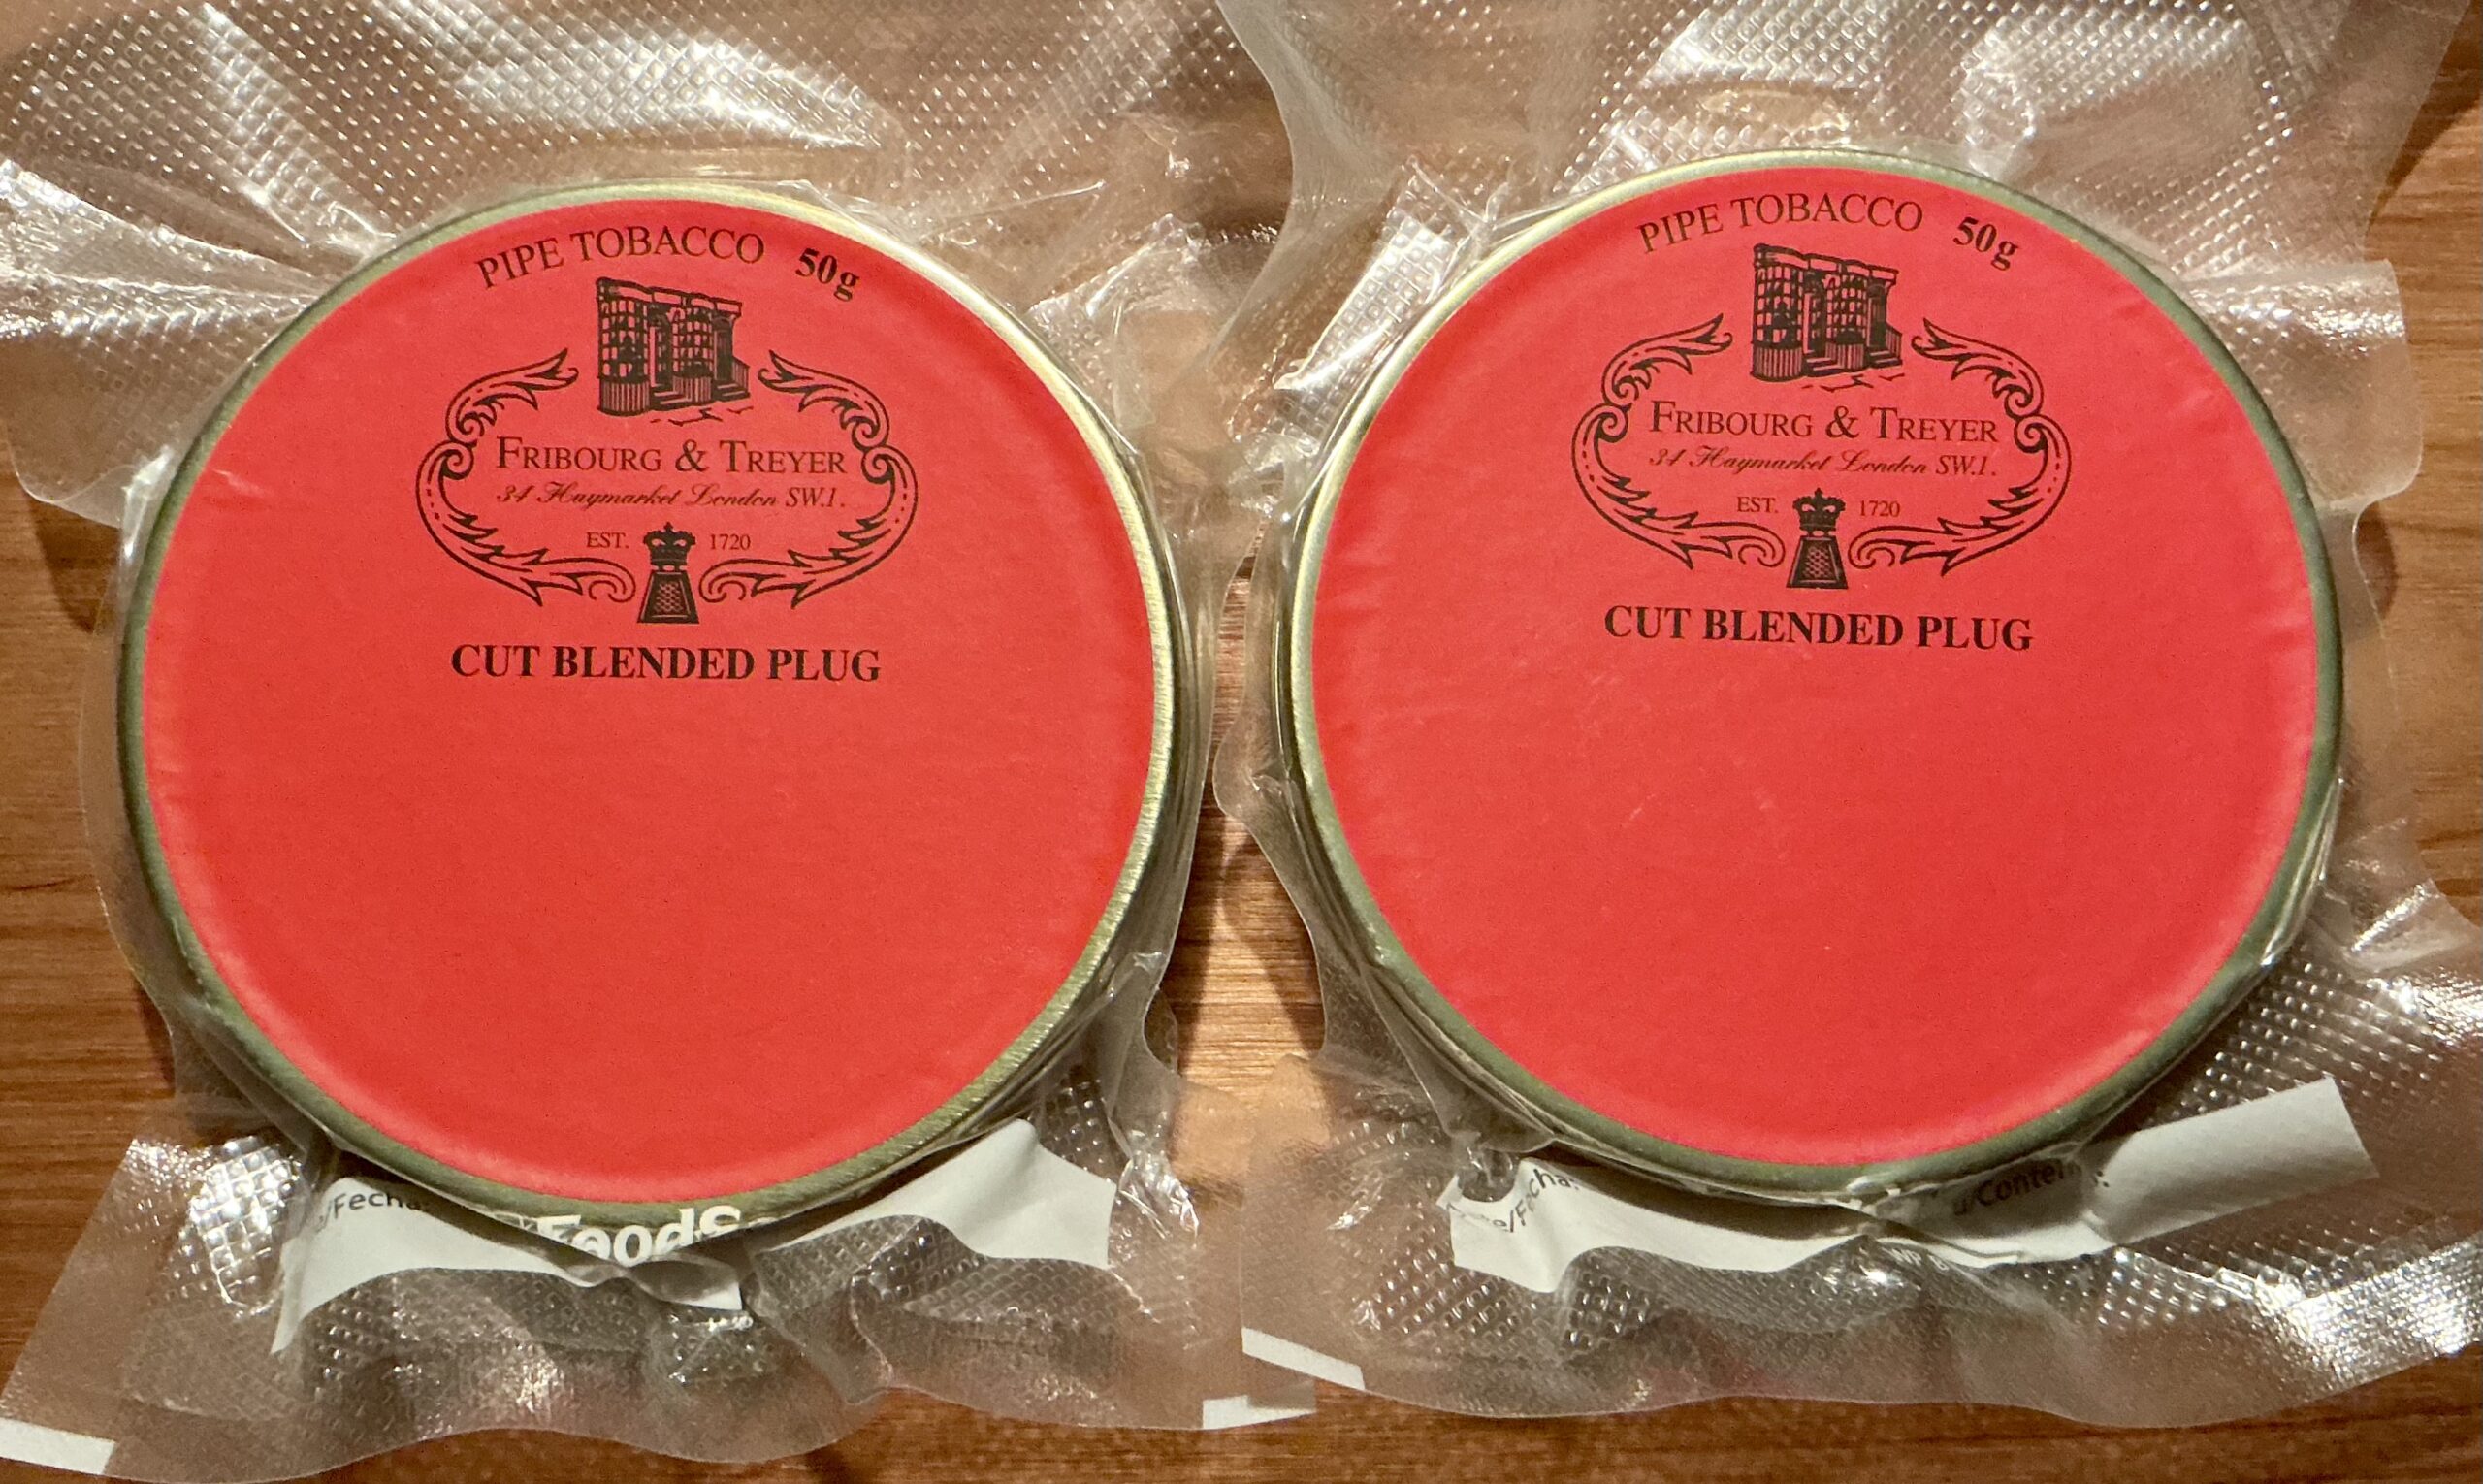 PIPE TOBACCO 50g
FRIBOURG & TREYER
34 Haymarket London SW.1.
EST. 1720
CUT BLENDED PLUG
/Fecha:
PIPE TOBACCO 50g
FRIBOURG & TREYER
34 Haymarket London SW.1.
EST. 1720
CUT BLENDED PLUG